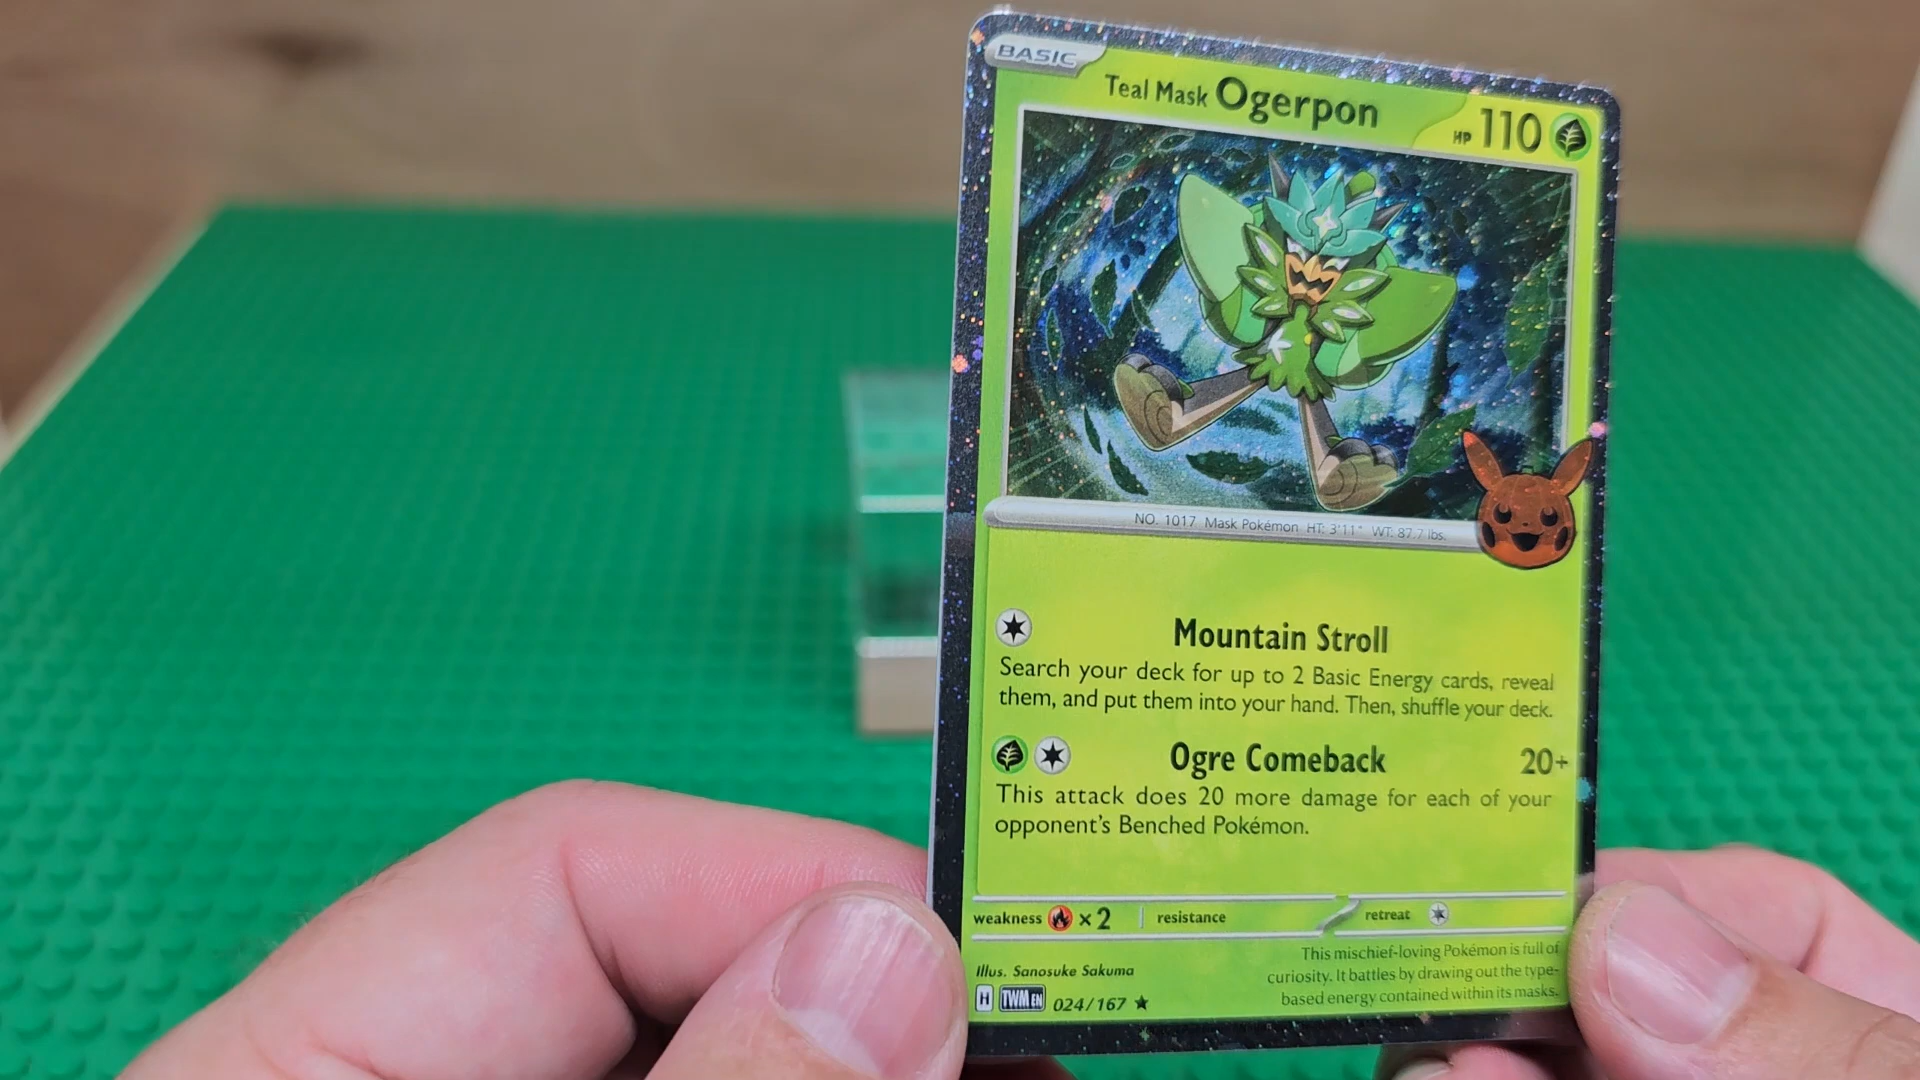 BASIC
Teal Mask Ogerpon
HP 110
NO. 1017 Mask Pokémon HT: 3'11" WT: 87.7 lbs.
Mountain Stroll
Search your deck for up to 2 Basic Energy cards, reveal
them, and put them into your hand. Then, shuffle your deck.
Ogre Comeback 20+
This attack does 20 more damage for each of your
opponent's Benched Pokémon.
weakness ×2 resistance retreat
This mischief-loving Pokémon is full of
curiosity. It battles by drawing out the type-
based energy contained within its masks.
Illus. Sanosuke Sakuma
H TWM EN 024/167 ★